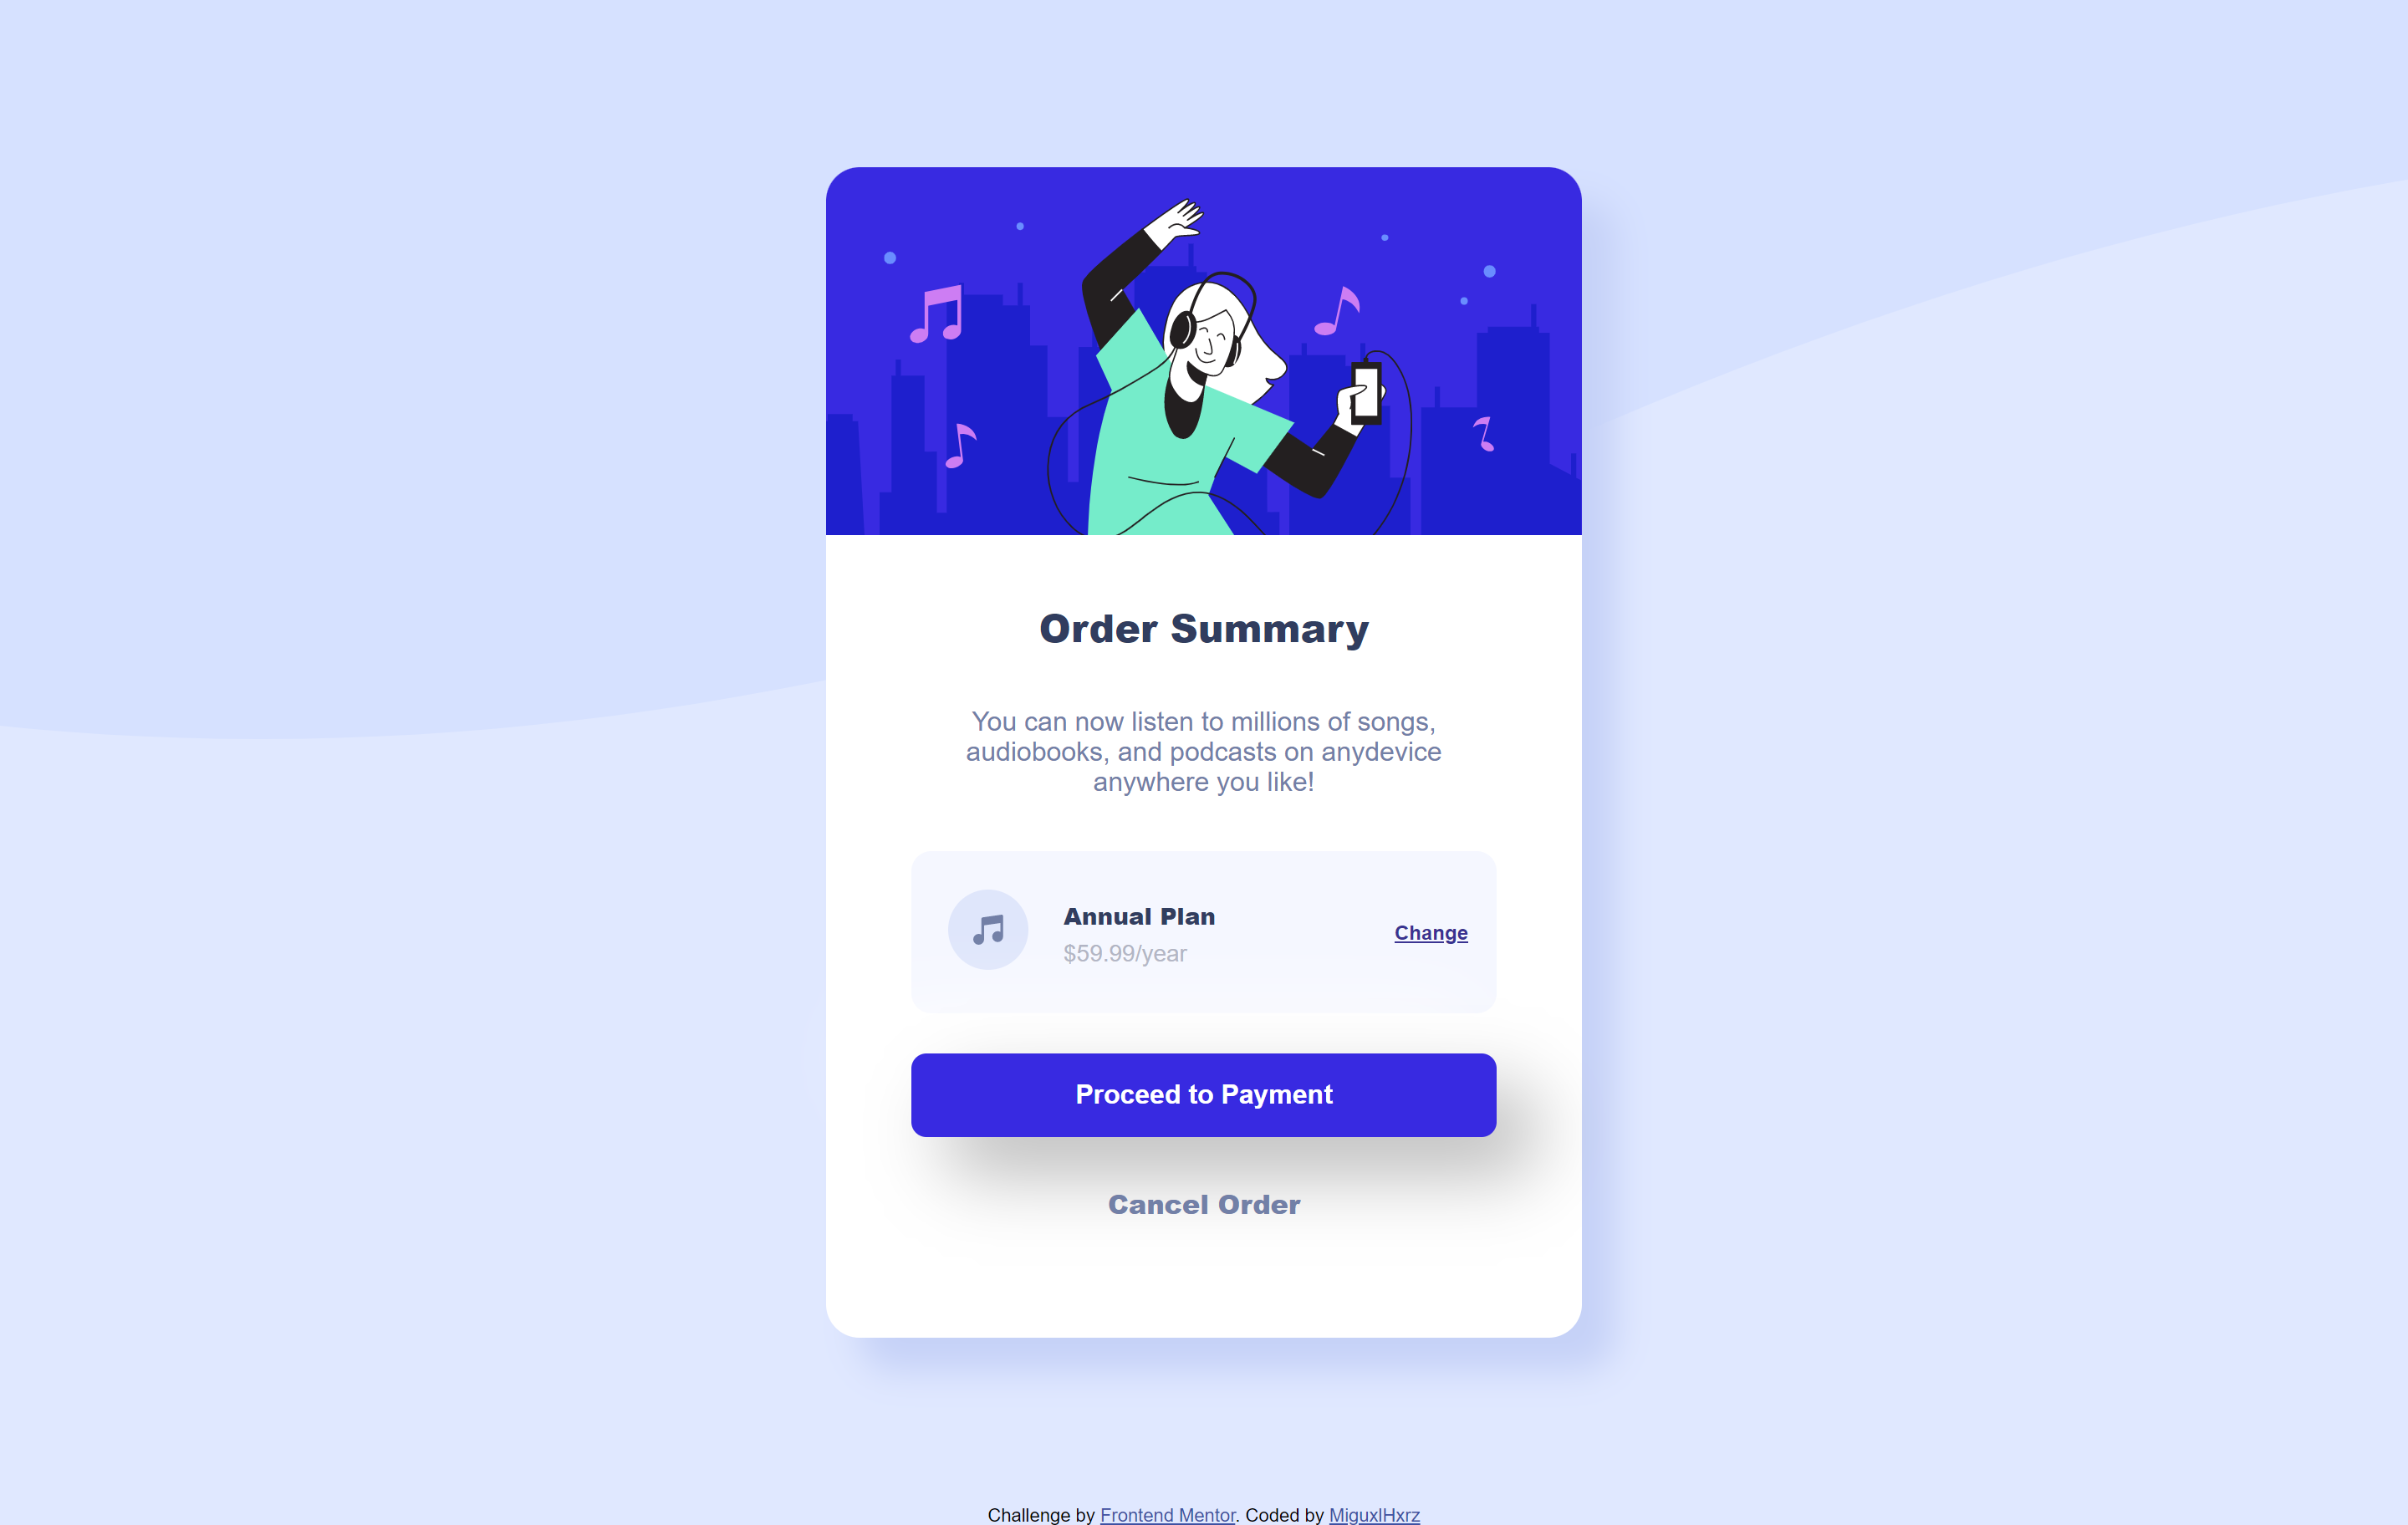 Order Summary
You can now listen to millions of songs,
audiobooks, and podcasts on anydevice
anywhere you like!
Annual Plan
$59.99/year
Change
Proceed to Payment
Cancel Order
Challenge by Frontend Mentor. Coded by MiguxlHxrz